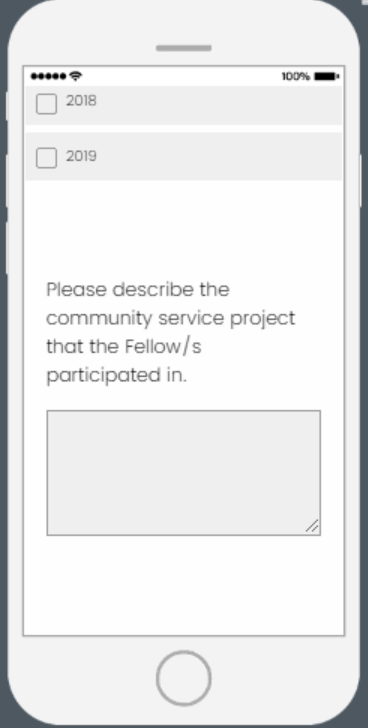 100%
2018
2019
Please describe the
community service project
that the Fellow/s
participated in.